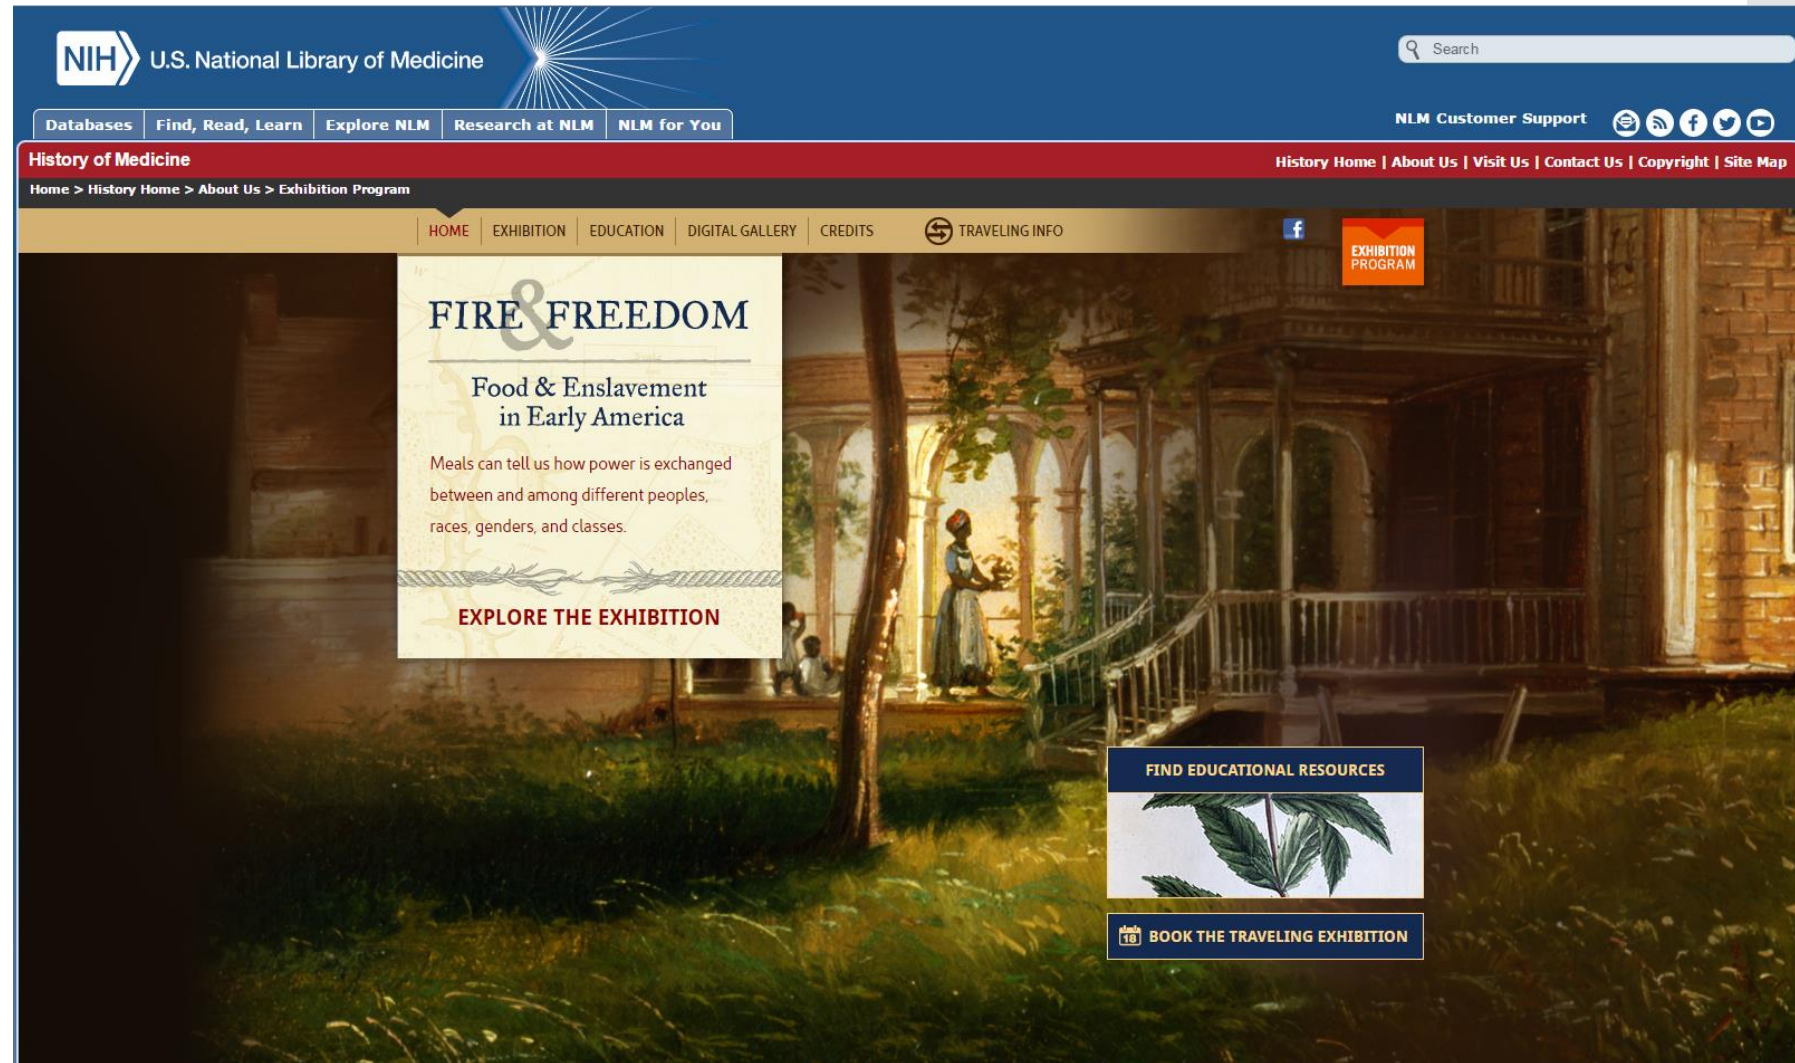 NIH U.S. National Library of Medicine
Search
Databases Find, Read, Learn Explore NLM Research at NLM NLM for You
NLM Customer Support
History of Medicine
History Home | About Us | Visit Us | Contact Us | Copyright | Site Map
Home > History Home > About Us > Exhibition Program
HOME EXHIBITION EDUCATION DIGITAL GALLERY CREDITS TRAVELING INFO
EXHIBITION
PROGRAM
FIRE & FREEDOM
Food & Enslavement
in Early America
Meals can tell us how power is exchanged
between and among different peoples,
races, genders, and classes.
EXPLORE THE EXHIBITION
FIND EDUCATIONAL RESOURCES
18 BOOK THE TRAVELING EXHIBITION